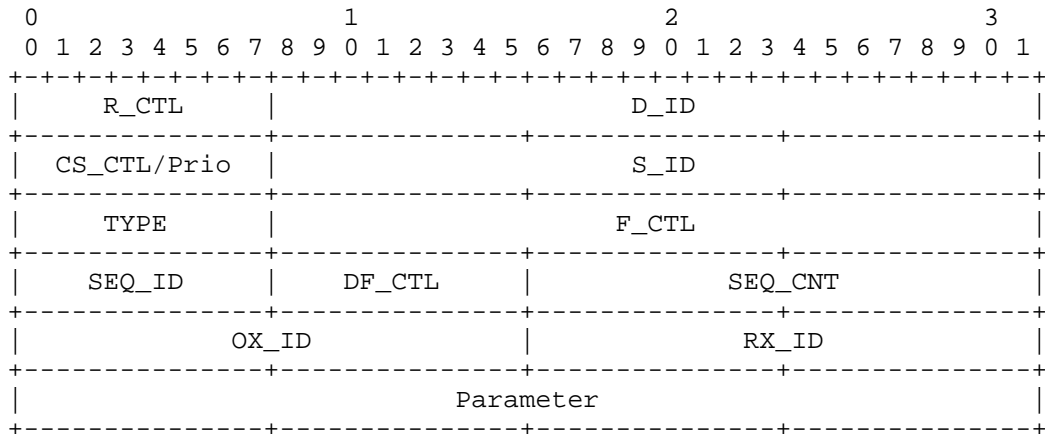 0 1 2 3
0 1 2 3 4 5 6 7 8 9 0 1 2 3 4 5 6 7 8 9 0 1 2 3 4 5 6 7 8 9 0 1
+-+-+-+-+-+-+-+-+-+-+-+-+-+-+-+-+-+-+-+-+-+-+-+-+-+-+-+-+-+-+-+-+
| R_CTL | D_ID |
+---------------+---------------+---------------+---------------+
| CS_CTL/Prio | S_ID |
+---------------+---------------+---------------+---------------+
| TYPE | F_CTL |
+---------------+---------------+---------------+---------------+
| SEQ_ID | DF_CTL | SEQ_CNT |
+---------------+---------------+---------------+---------------+
| OX_ID | RX_ID |
+---------------+---------------+---------------+---------------+
| Parameter |
+---------------+---------------+---------------+---------------+